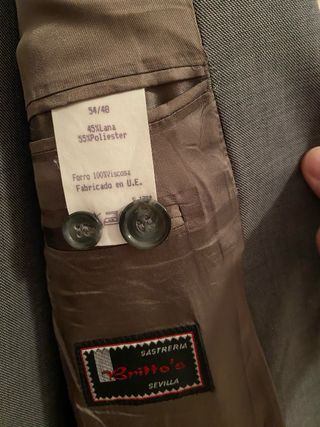 54/48
45%Lana
55%Poliester
Forro 100%Viscosa
Fabricado en U.E.
SASTRERIA
Britto's
SEVILLA